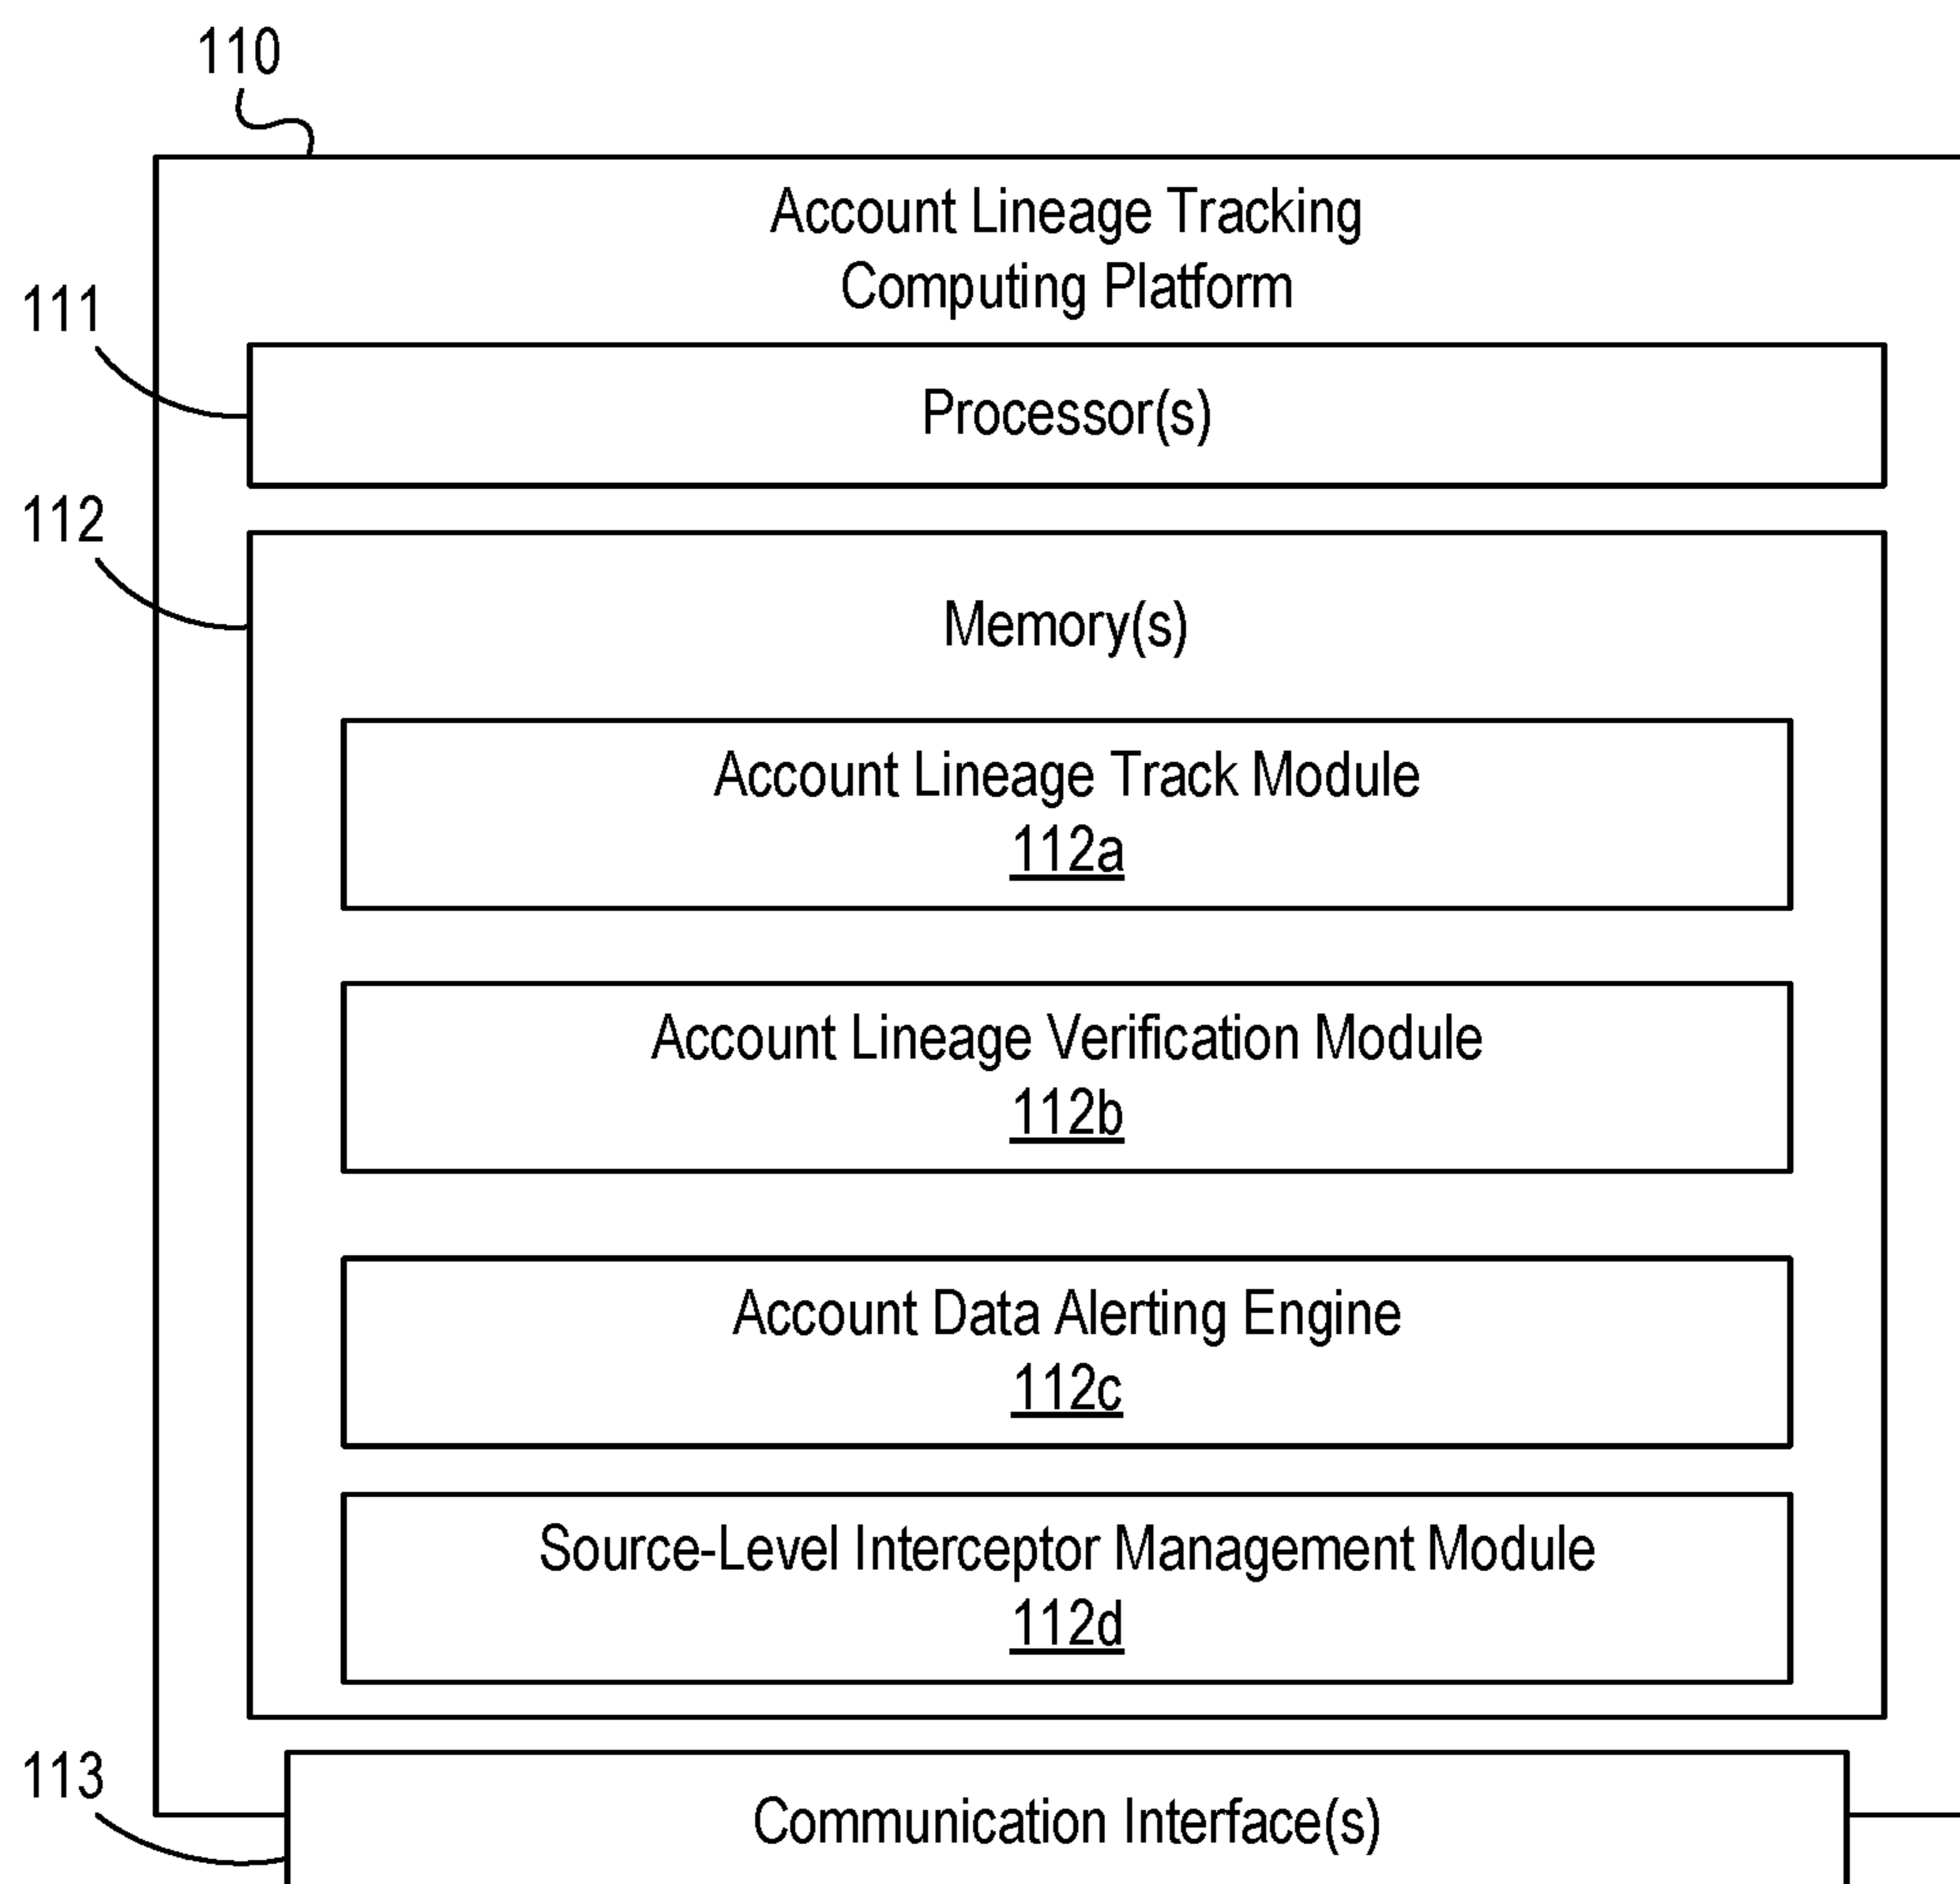 110
Account Lineage Tracking
Computing Platform
111
Processor(s)
112
Memory(s)
Account Lineage Track Module
112a
Account Lineage Verification Module
112b
Account Data Alerting Engine
112c
Source-Level Interceptor Management Module
112d
113
Communication Interface(s)